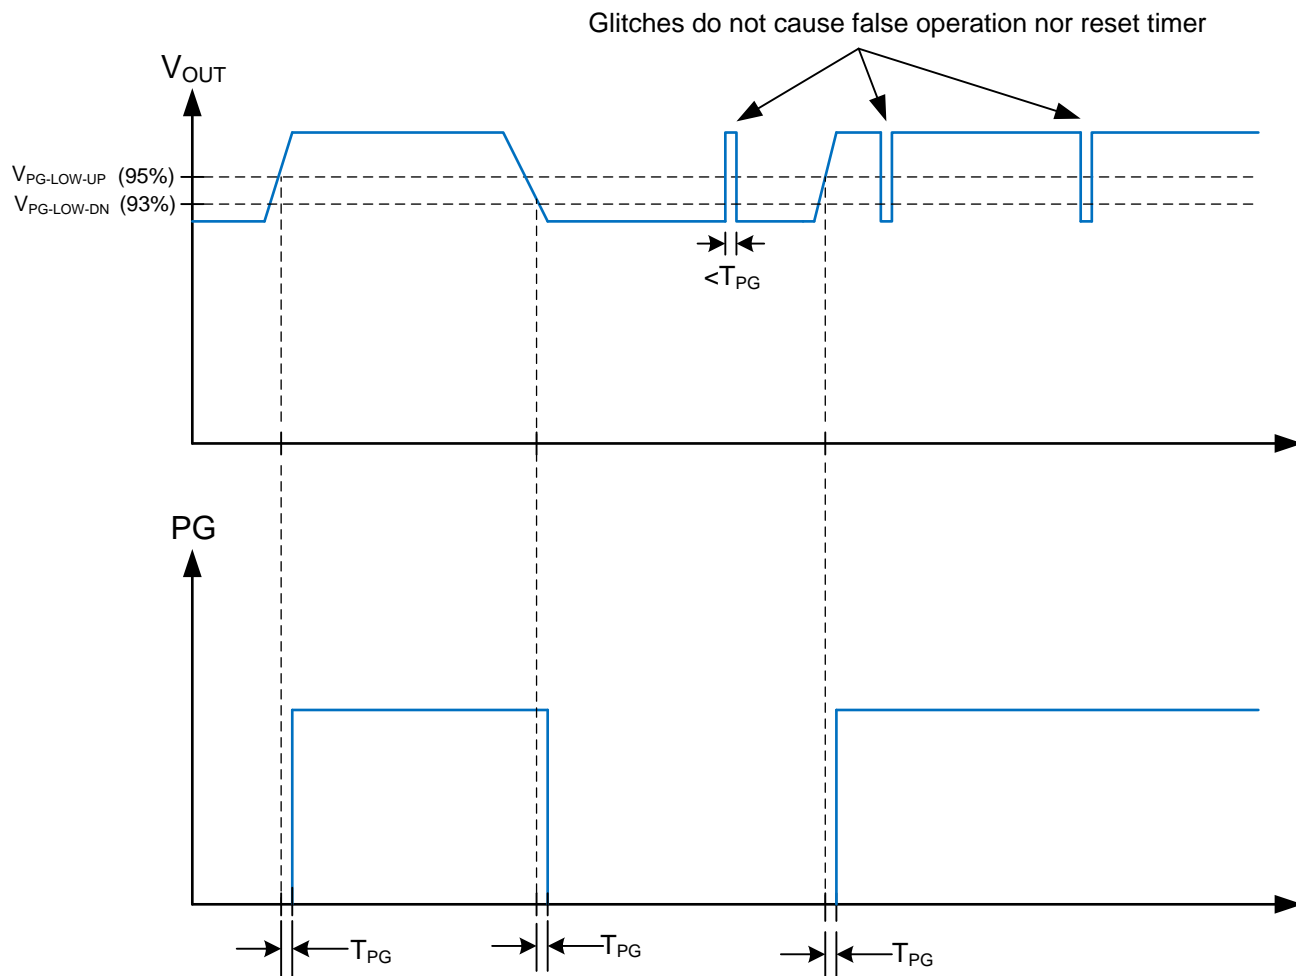 Glitches do not cause false operation nor reset timer
VOUT
VPG-LOW-UP (95%)
VPG-LOW-DN (93%)
<TPG
PG
TPG
TPG
TPG